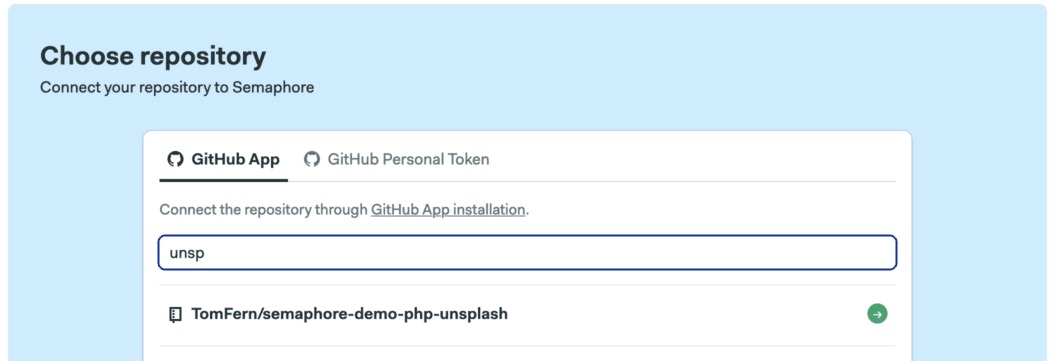 Choose repository
Connect your repository to Semaphore
GitHub App
GitHub Personal Token
Connect the repository through GitHub App installation.
unsp
TomFern/semaphore-demo-php-unsplash